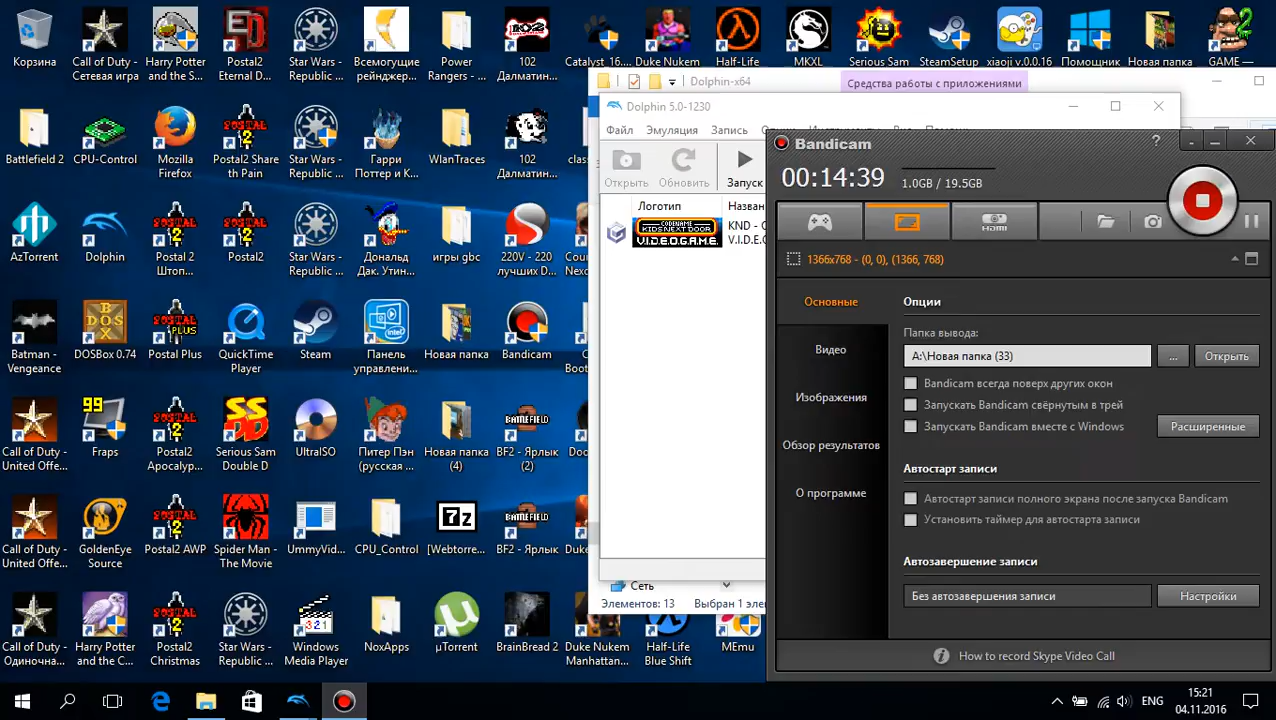 Корзина
Call of Duty -
Сетевая игра
Harry Potter
and the S...
Postal2
Eternal D...
Star Wars -
Republic ...
Всемогущие
рейнджер...
Power
Rangers - ...
102
Далматин...
Catalyst_16....
Duke Nukem
Half-Life
MKXL
Serious Sam
SteamSetup
xiaoji v.0.0.16
Помощник
Новая папка
GAME —
Battlefield 2
CPU-Control
Mozilla
Firefox
Postal2 Share
th Pain
Star Wars -
Republic ...
Гарри
Поттер и К...
WlanTraces
102
Далматин...
AzTorrent
Dolphin
Postal 2
Штоп...
Postal2
Star Wars -
Republic ...
Дональд
Дак. Утин...
игры gbc
220V - 220
лучших D...
Batman -
Vengeance
DOSBox 0.74
Postal Plus
QuickTime
Player
Steam
Панель
управлени...
Новая папка
Bandicam
Call of Duty -
United Offe...
Fraps
Postal2
Apocalyp...
Serious Sam
Double D
UltraISO
Питер Пэн
(русская ...
Новая папка
(4)
BF2 - Ярлык
(2)
Call of Duty -
United Offe...
GoldenEye
Source
Postal2 AWP
Spider Man -
The Movie
UmmyVid...
CPU_Control
[Webtorre...
BF2 - Ярлык
Call of Duty -
Одиночна...
Harry Potter
and the C...
Postal2
Christmas
Star Wars -
Republic ...
Windows
Media Player
NoxApps
µTorrent
BrainBread 2
Duke Nukem
Manhattan...
Half-Life
Blue Shift
MEmu
Dolphin-x64
Средства работы с приложениями
Dolphin 5.0-1230
Файл Эмуляция Запись
Открыть Обновить Запуск
Логотип
CODENAME
KIDS NEXT DOOR
V.I.D.E.O.G.A.M.E.
Сеть
Элементов: 13
Bandicam
00:14:39
1.0GB / 19.5GB
HDMI
1366x768 - (0, 0), (1366, 768)
Основные
Видео
Изображения
Обзор результатов
О программе
Опции
Папка вывода:
A:\Новая папка (33)
...
Открыть
Bandicam всегда поверх других окон
Запускать Bandicam свёрнутым в трей
Запускать Bandicam вместе с Windows
Расширенные
Автостарт записи
Автостарт записи полного экрана после запуска Bandicam
Установить таймер для автостарта записи
Автозавершение записи
Без автозавершения записи
Настройки
How to record Skype Video Call
ENG
15:21
04.11.2016